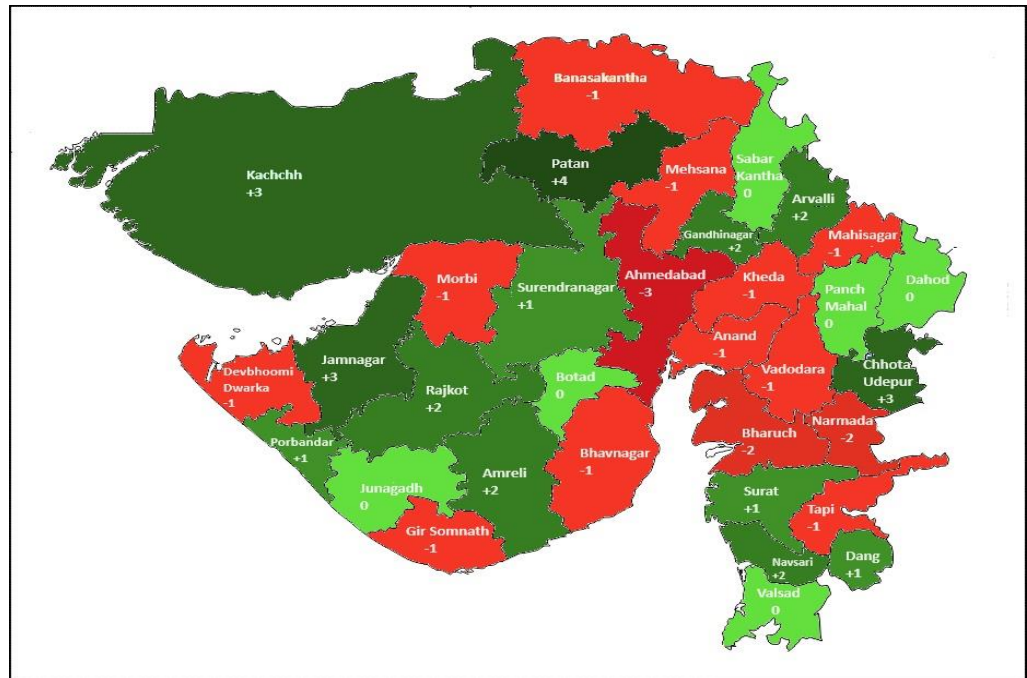 Banasakantha
-1
Kachchh
+3
Patan
+4
Mehsana
-1
Sabar
Kantha
0
Arvalli
+2
Gandhinagar
+2
Mahisagar
-1
Morbi
-1
Surendranagar
+1
Ahmedabad
-3
Kheda
-1
Panch
Mahal
0
Dahod
0
Devbhoomi
Dwarka
-1
Jamnagar
+3
Rajkot
+2
Botad
0
Anand
-1
Vadodara
-1
Chhota
Udepur
+3
Porbandar
+1
Junagadh
0
Amreli
+2
Bhavnagar
-1
Bharuch
-2
Narmada
-2
Gir Somnath
-1
Surat
+1
Tapi
-1
Navsari
+2
Dang
+1
Valsad
0